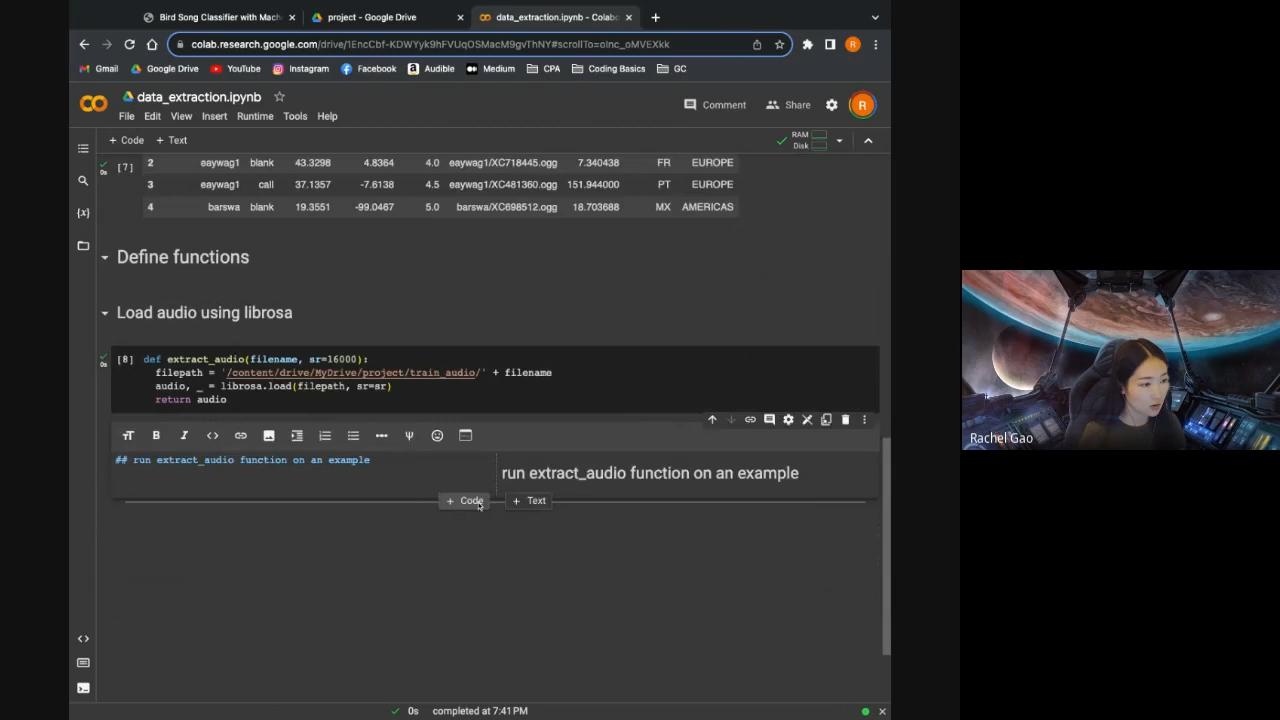 Bird Song Classifier with Mach
project - Google Drive
data_extraction.ipynb - Colabo
colab.research.google.com/drive/1EncCbf-KDWYyk9hFVUqOSMacM9gvThNY#scrollTo=oInc_oMVEXkk
R
Gmail
Google Drive
YouTube
Instagram
Facebook
Audible
Medium
CPA
Coding Basics
GC
data_extraction.ipynb
Comment
Share
R
File Edit View Insert Runtime Tools Help
+ Code + Text
RAM
Disk
[7]
2 eaywag1 blank 43.3298 4.8364 4.0 eaywag1/XC718445.ogg 7.340438 FR EUROPE
3 eaywag1 call 37.1357 -7.6138 4.5 eaywag1/XC481360.ogg 151.944000 PT EUROPE
4 barswa blank 19.3551 -99.0467 5.0 barswa/XC698512.ogg 18.703688 MX AMERICAS
Define functions
Load audio using librosa
[8] def extract_audio(filename, sr=16000):
filepath = '/content/drive/MyDrive/project/train_audio/' + filename
audio, _ = librosa.load(filepath, sr=sr)
return audio
## run extract_audio function on an example
run extract_audio function on an example
+ Code + Text
Rachel Gao
0s completed at 7:41 PM